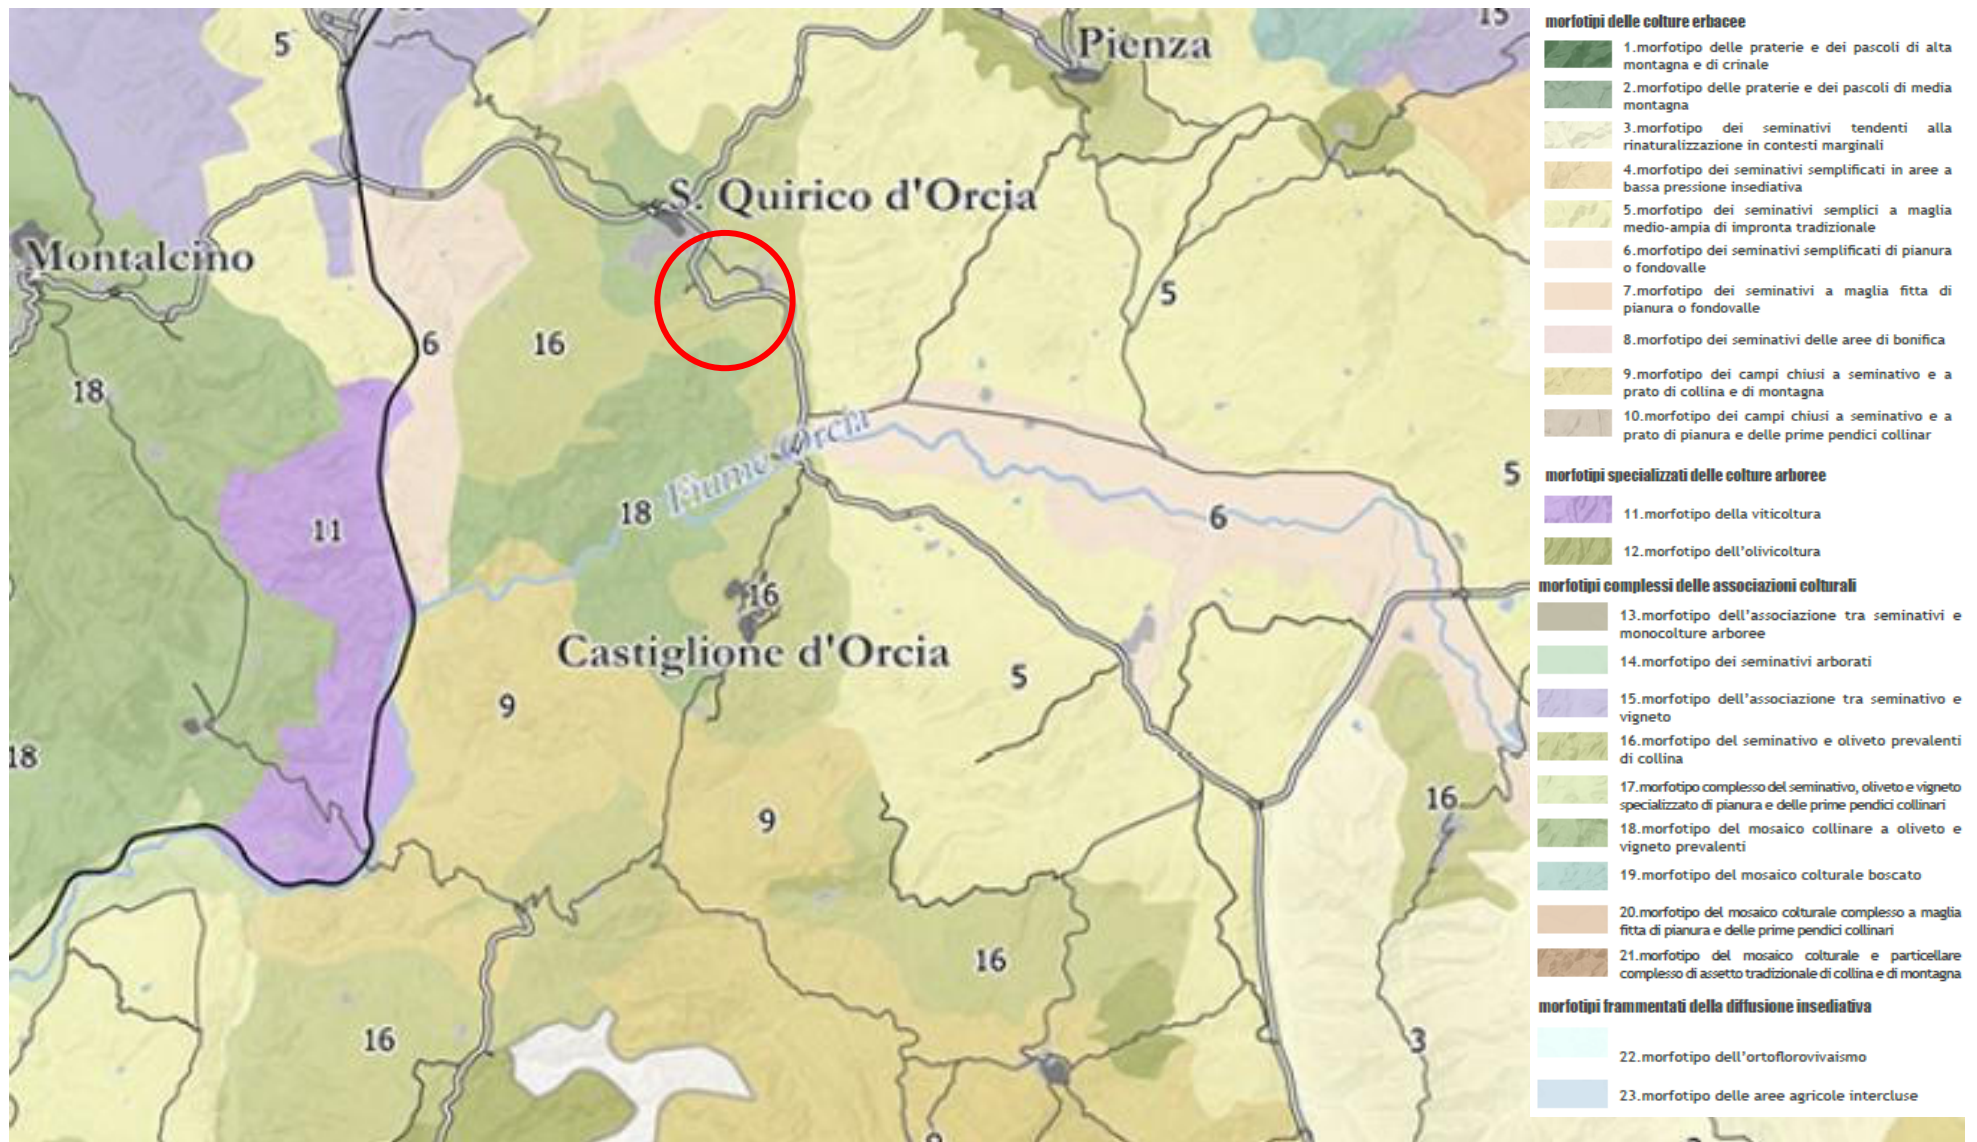 5
15
Pienza
S. Quirico d'Orcia
Montalcino
5
6
16
18
Fiume Orcia
5
11
18
6
16
Castiglione d'Orcia
5
9
18
16
9
16
16
3
9
morfotipi delle colture erbacee
1.morfotipo delle praterie e dei pascoli di alta
montagna e di crinale
2.morfotipo delle praterie e dei pascoli di media
montagna
3.morfotipo dei seminativi tendenti alla
rinaturalizzazione in contesti marginali
4.morfotipo dei seminativi semplificati in aree a
bassa pressione insediativa
5.morfotipo dei seminativi semplici a maglia
medio-ampia di impronta tradizionale
6.morfotipo dei seminativi semplificati di pianura
o fondovalle
7.morfotipo dei seminativi a maglia fitta di
pianura o fondovalle
8.morfotipo dei seminativi delle aree di bonifica
9.morfotipo dei campi chiusi a seminativo e a
prato di collina e di montagna
10.morfotipo dei campi chiusi a seminativo e a
prato di pianura e delle prime pendici collinar
morfotipi specializzati delle colture arboree
11.morfotipo della viticoltura
12.morfotipo dell'olivicoltura
morfotipi complessi delle associazioni colturali
13.morfotipo dell'associazione tra seminativi e
monocolture arboree
14.morfotipo dei seminativi arborati
15.morfotipo dell'associazione tra seminativo e
vigneto
16.morfotipo del seminativo e oliveto prevalenti
di collina
17.morfotipo complesso del seminativo, oliveto e vigneto
specializzato di pianura e delle prime pendici collinari
18.morfotipo del mosaico collinare a oliveto e
vigneto prevalenti
19.morfotipo del mosaico colturale boscato
20.morfotipo del mosaico colturale complesso a maglia
fitta di pianura e delle prime pendici collinari
21.morfotipo del mosaico colturale e particellare
complesso di assetto tradizionale di collina e di montagna
morfotipi frammentati della diffusione insediativa
22.morfotipo dell'ortoflorovivaismo
23.morfotipo delle aree agricole intercluse